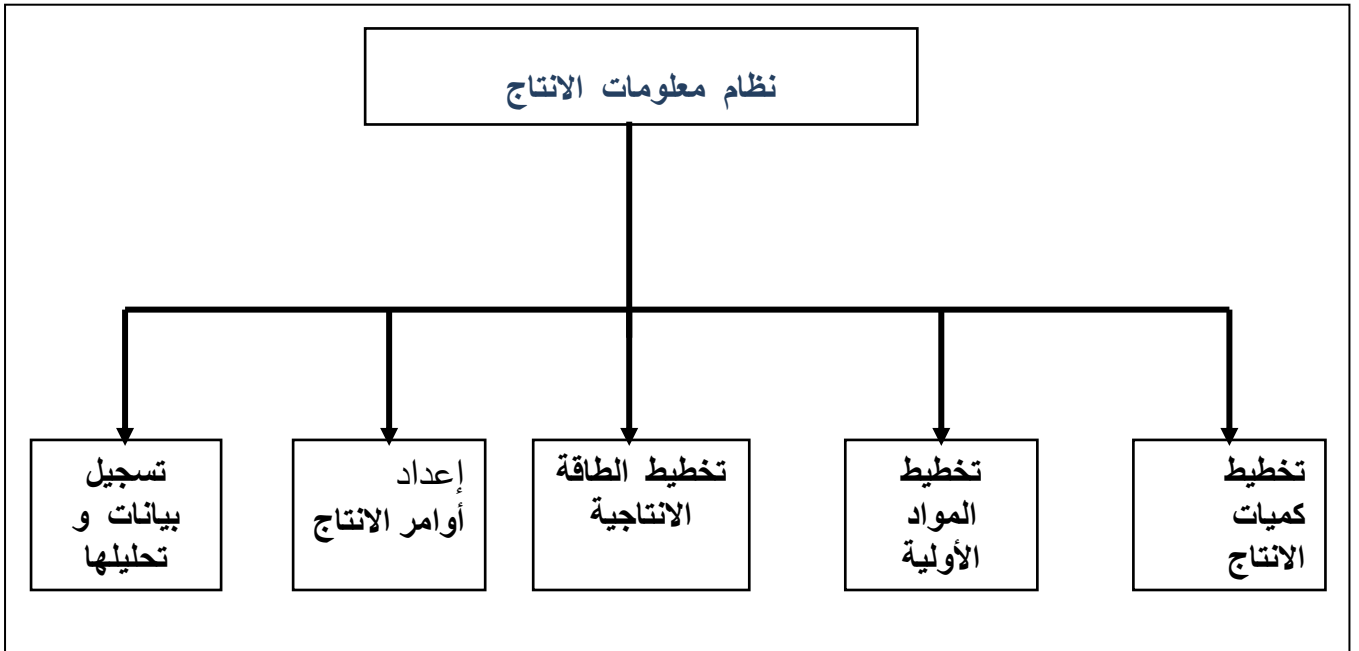 نظام معلومات الانتاج
تخطيط
كميات
الانتاج
تخطيط
المواد
الأولية
تخطيط الطاقة
الانتاجية
إعداد
أوامر الانتاج
تسجيل
بيانات و
تحليلها